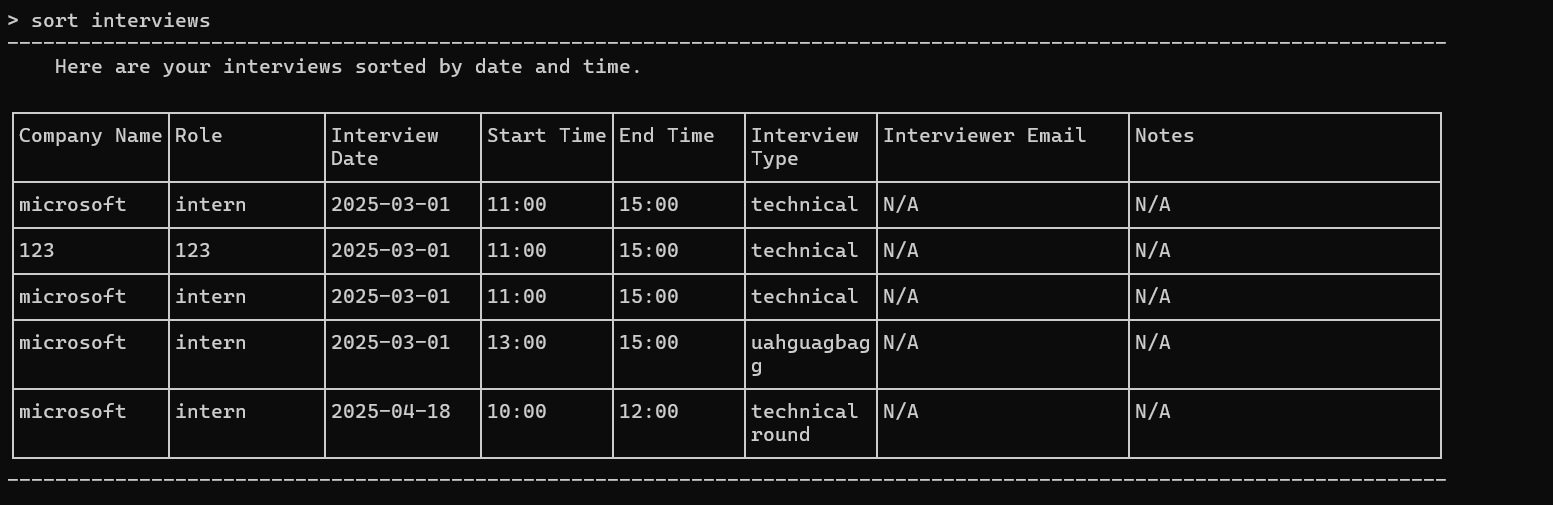 > sort interviews
Here are your interviews sorted by date and time.
Company Name Role Interview Date Start Time End Time Interview Type Interviewer Email Notes
microsoft intern 2025-03-01 11:00 15:00 technical N/A N/A
123 123 2025-03-01 11:00 15:00 technical N/A N/A
microsoft intern 2025-03-01 11:00 15:00 technical N/A N/A
microsoft intern 2025-03-01 13:00 15:00 uahguagbagg N/A N/A
microsoft intern 2025-04-18 10:00 12:00 technical round N/A N/A